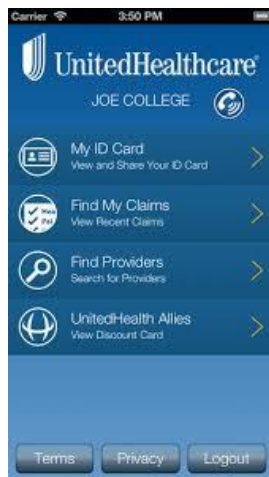 Carrier 3:50 PM
UnitedHealthcare®
JOE COLLEGE
My ID Card
View and Share Your ID Card
Find My Claims
View Recent Claims
Find Providers
Search for Providers
UnitedHealth Allies
View Discount Card
Terms Privacy Logout